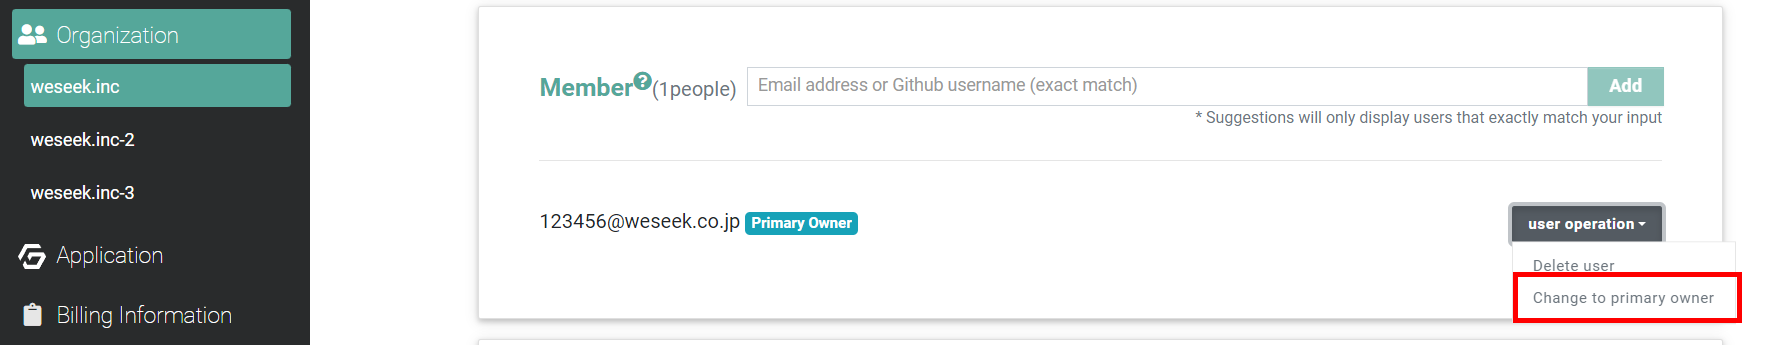 Organization
weseek.inc
weseek.inc-2
weseek.inc-3
Application
Billing Information
Member?(1people)
Email address or Github username (exact match)
Add
* Suggestions will only display users that exactly match your input
123456@weseek.co.jp Primary Owner
user operation
Delete user
Change to primary owner